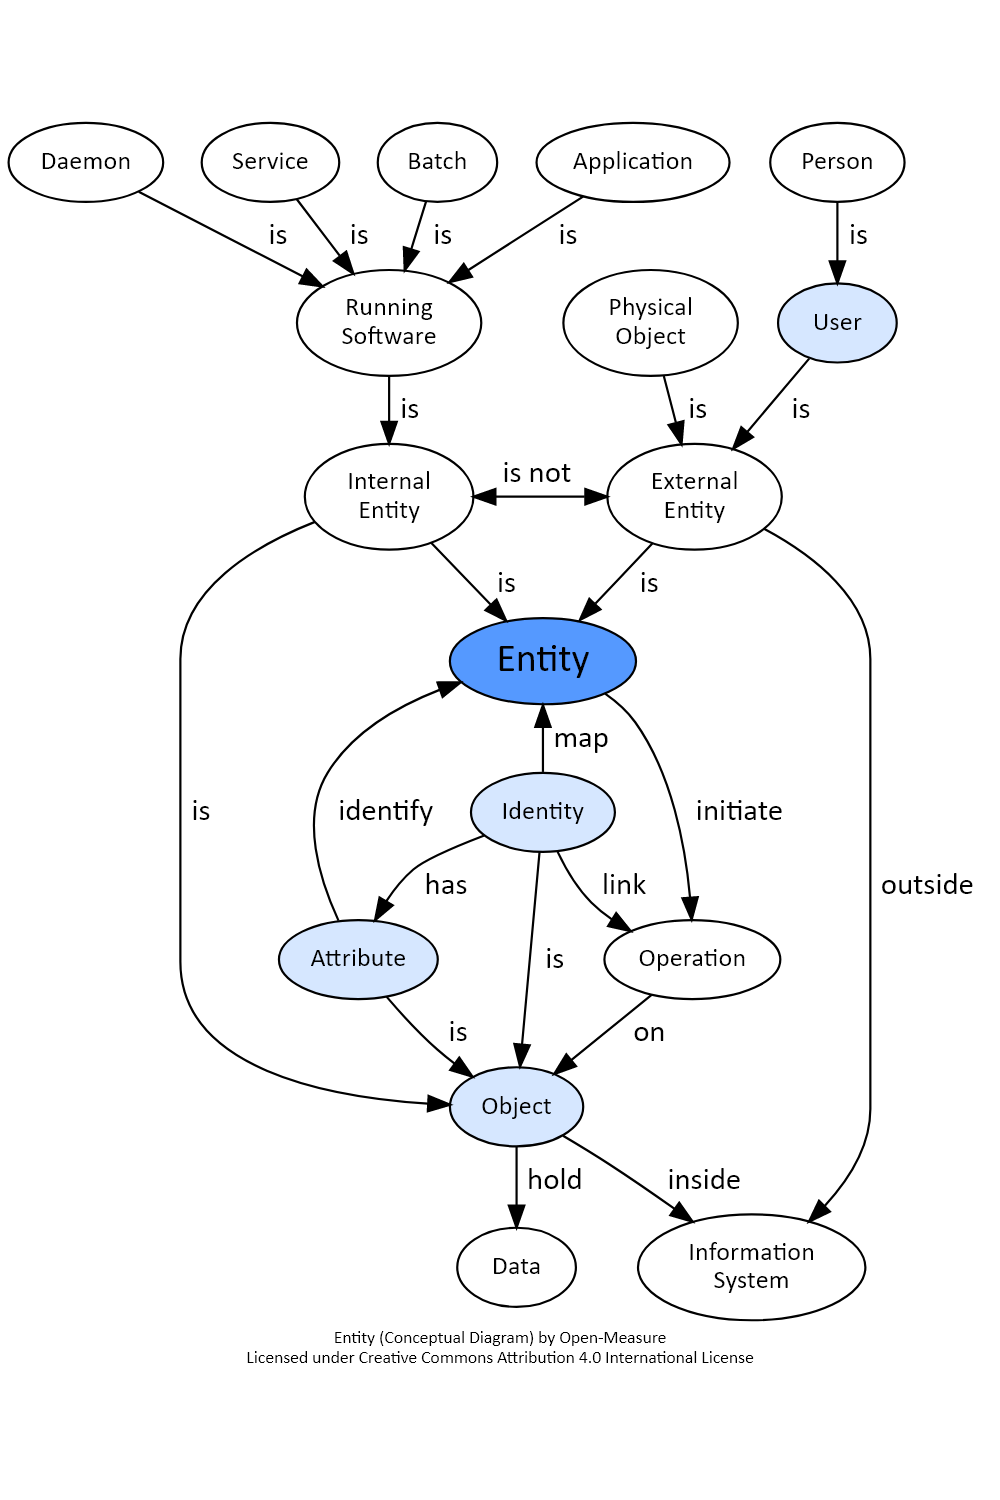 Daemon
Service
Batch
Application
Person
is
is
is
is
is
Running
Software
Physical
Object
User
is
is
is
Internal
Entity
is not
External
Entity
is
is
Entity
map
is
identify
Identity
initiate
has
link
outside
Attribute
is
Operation
is
on
Object
hold
inside
Data
Information
System
Entity (Conceptual Diagram) by Open-Measure
Licensed under Creative Commons Attribution 4.0 International License